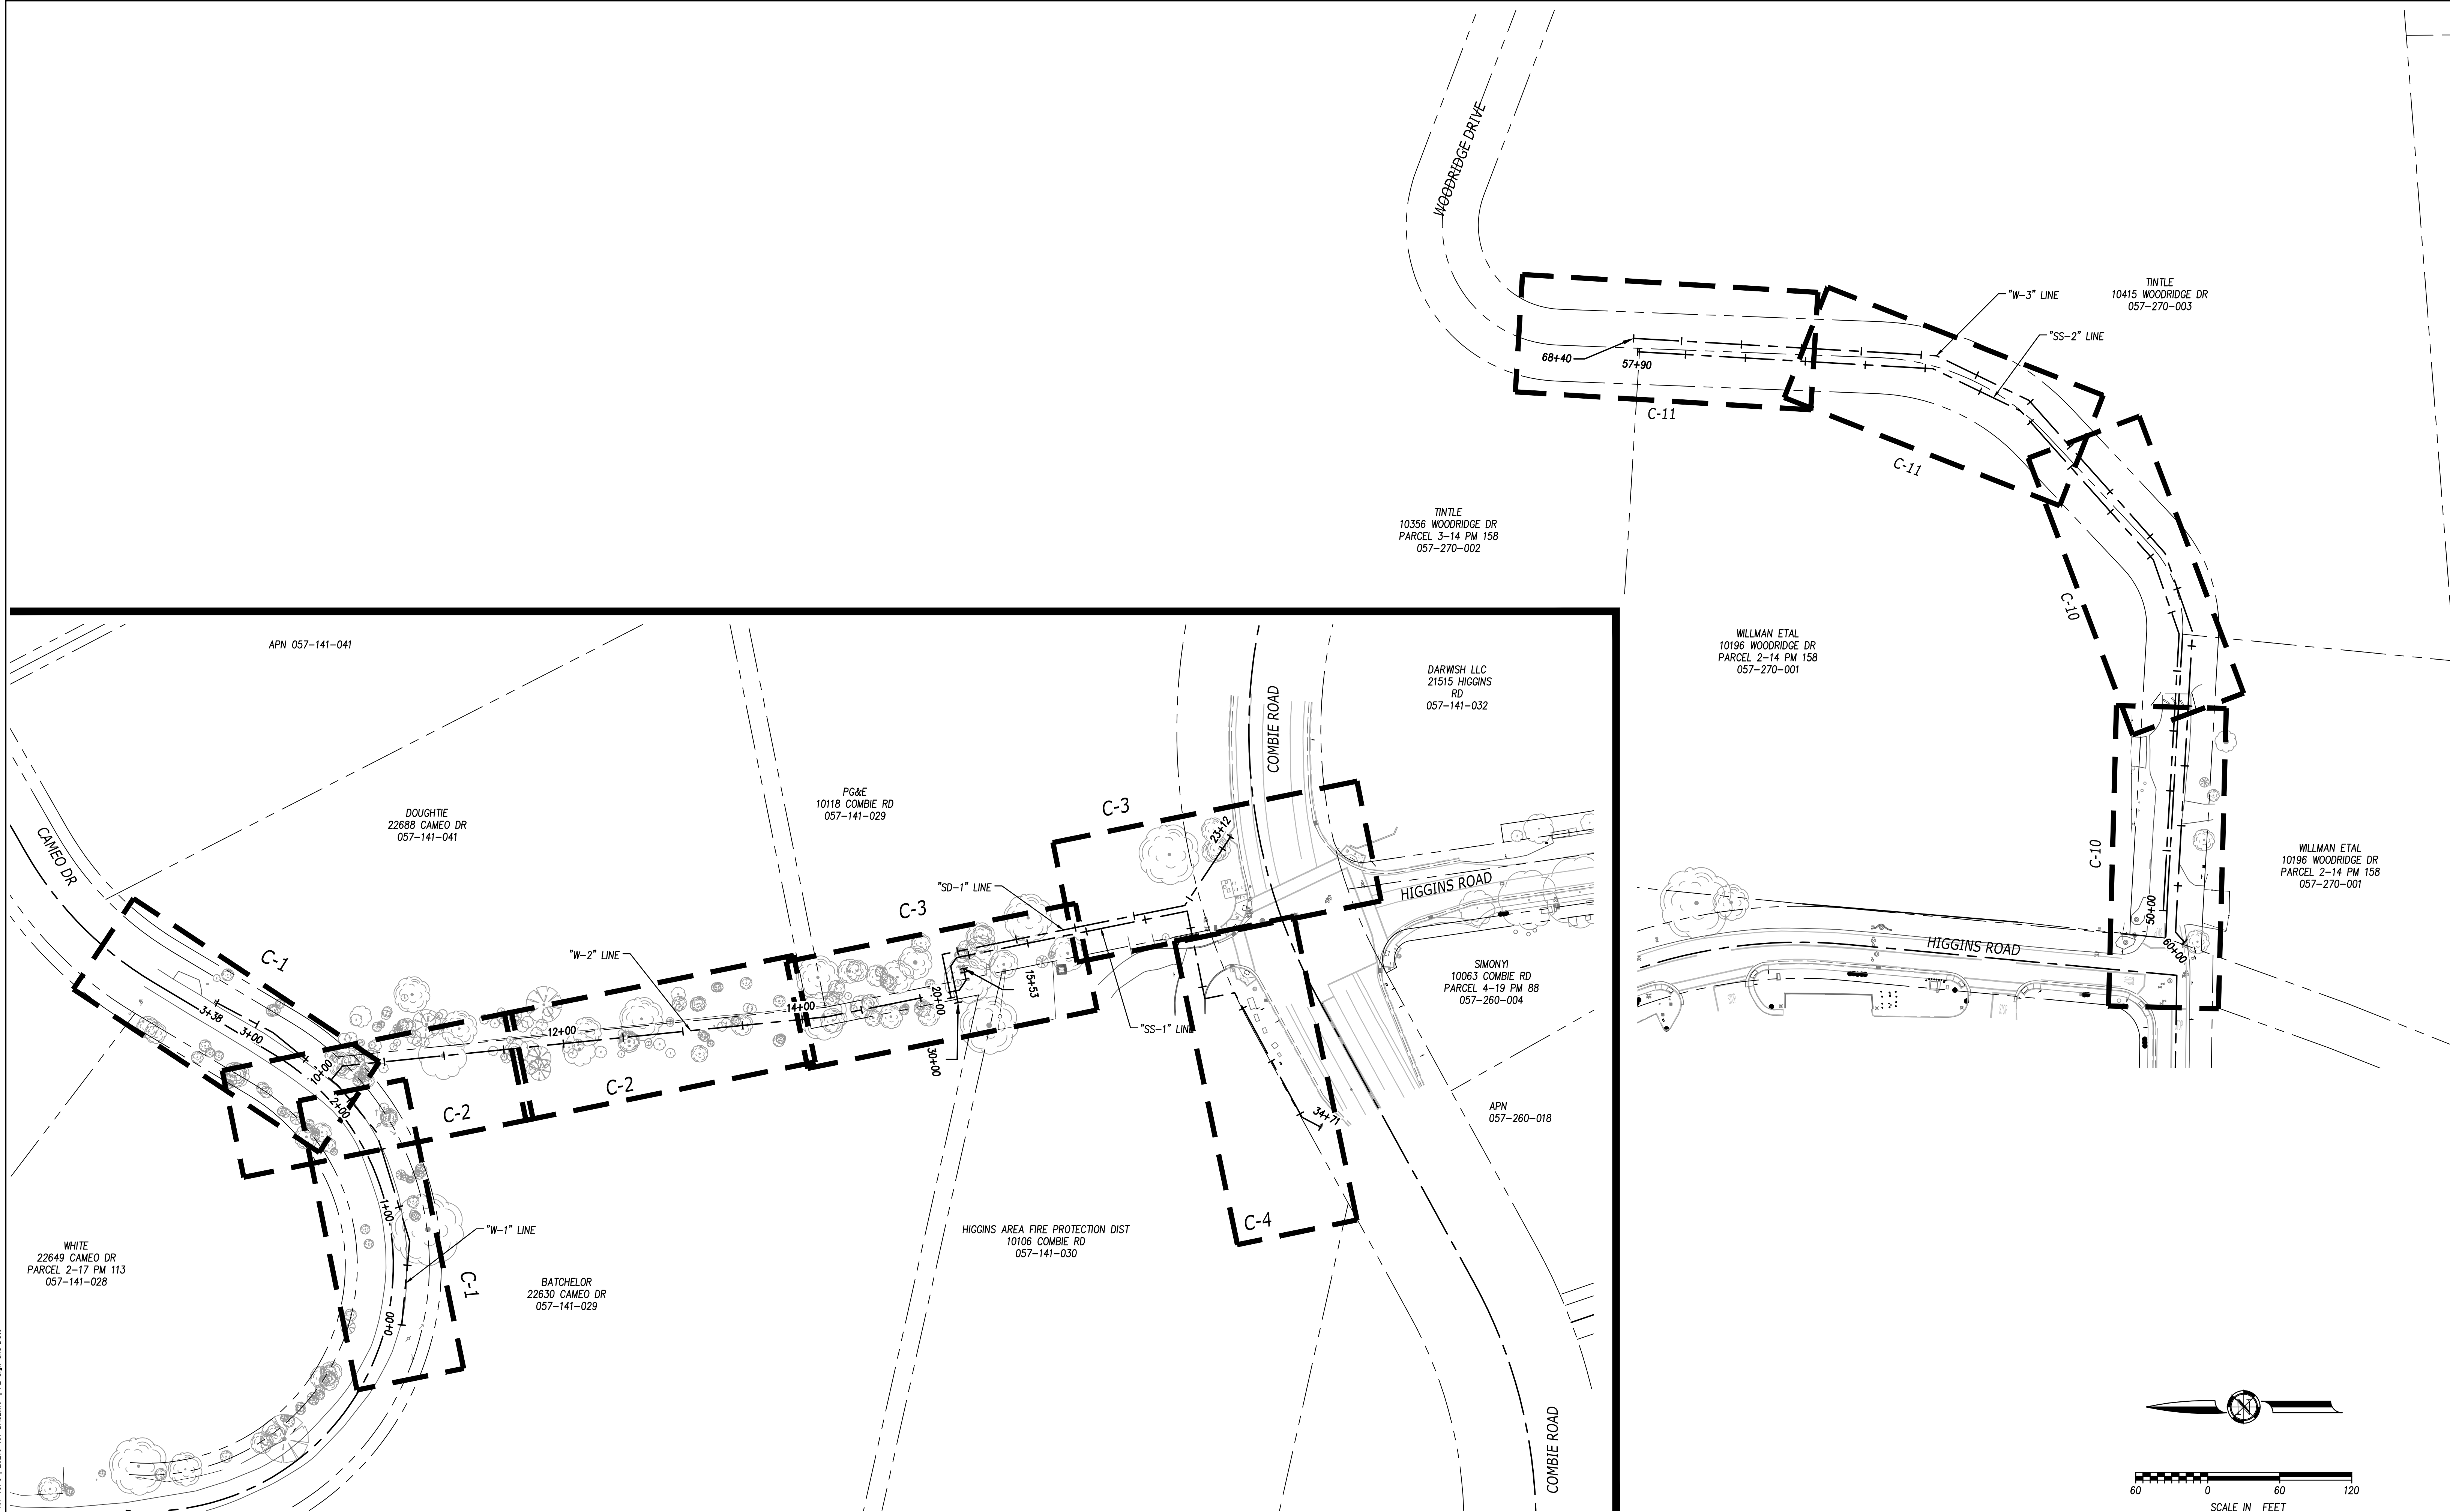 WOODRIDGE DRIVE
TINTLE
10415 WOODRIDGE DR
057-270-003
"W-3" LINE
"SS-2" LINE
68+40
57+90
C-11
C-11
TINTLE
10356 WOODRIDGE DR
PARCEL 3-14 PM 158
057-270-002
C-10
WILLMAN ETAL
10196 WOODRIDGE DR
PARCEL 2-14 PM 158
057-270-001
C-10
WILLMAN ETAL
10196 WOODRIDGE DR
PARCEL 2-14 PM 158
057-270-001
50+00
60+00
HIGGINS ROAD
APN 057-141-041
DARWISH LLC
21515 HIGGINS
RD
057-141-032
COMBIE ROAD
PG&E
10118 COMBIE RD
057-141-029
DOUGHTIE
22688 CAMEO DR
057-141-041
CAMEO DR
C-3
23+12
HIGGINS ROAD
"SD-1" LINE
C-3
C-1
"W-2" LINE
SIMONYI
10063 COMBIE RD
PARCEL 4-19 PM 88
057-260-004
15+53
20+00
14+00
12+00
3+38
3+00
"SS-1" LINE
30+00
10+00
2+00
C-2
C-2
34+71
APN
057-260-018
1+00
"W-1" LINE
C-4
HIGGINS AREA FIRE PROTECTION DIST
10106 COMBIE RD
057-141-030
WHITE
22649 CAMEO DR
PARCEL 2-17 PM 113
057-141-028
C-1
BATCHELOR
22630 CAMEO DR
057-141-029
0+00
COMBIE ROAD
N
60
0
60
120
SCALE IN FEET